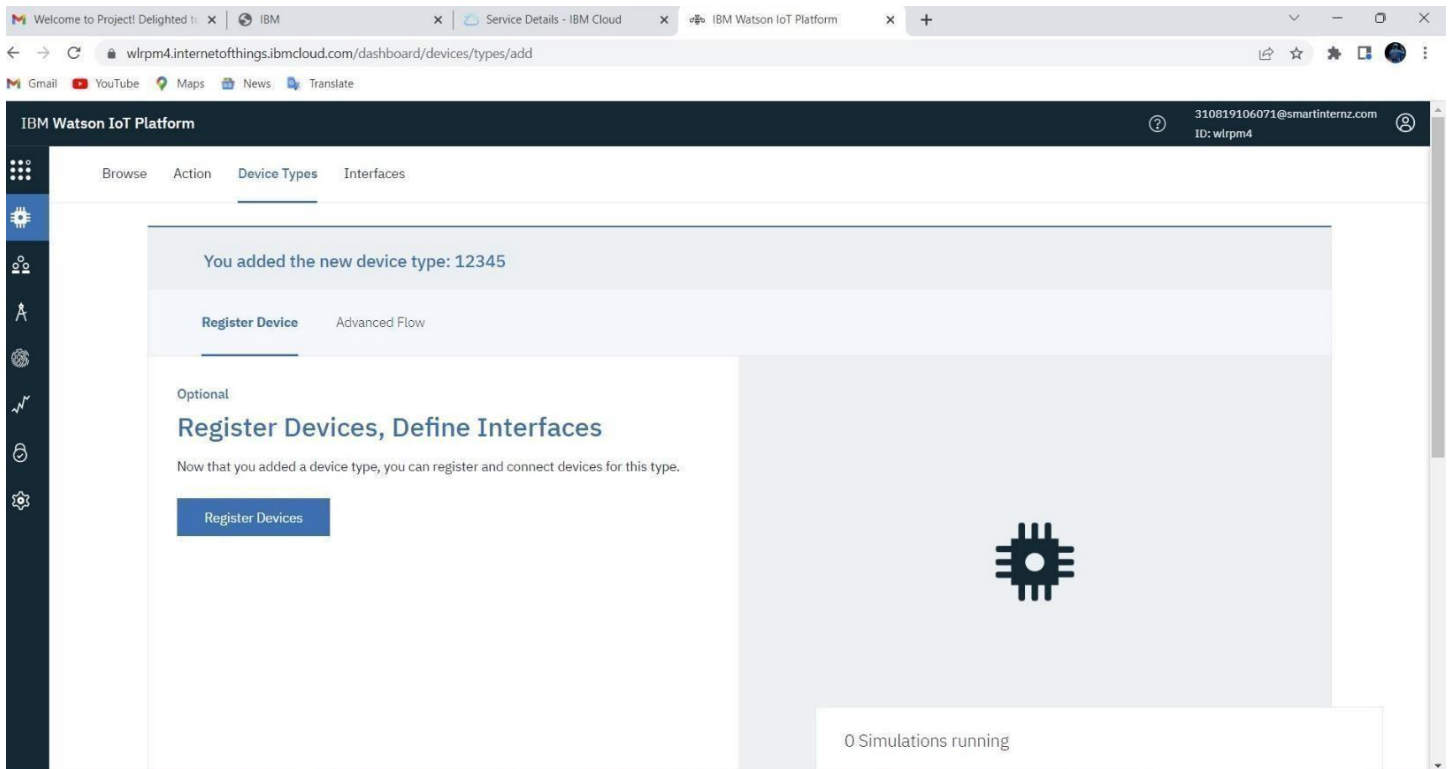 Welcome to Project! Delighted to
IBM
Service Details - IBM Cloud
IBM Watson IoT Platform
wlrpm4.internetofthings.ibmcloud.com/dashboard/devices/types/add
Gmail YouTube Maps News Translate
IBM Watson IoT Platform
310819106071@smartinternz.com
ID: wlrpm4
Browse Action Device Types Interfaces
You added the new device type: 12345
Register Device Advanced Flow
Optional
Register Devices, Define Interfaces
Now that you added a device type, you can register and connect devices for this type.
Register Devices
0 Simulations running